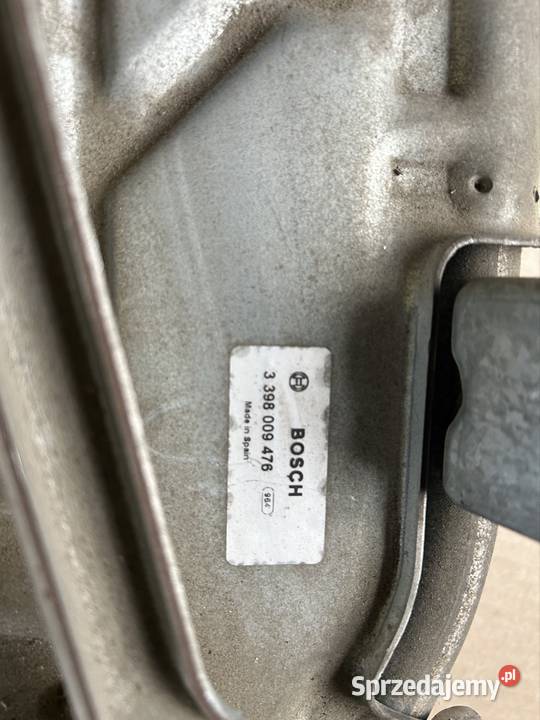 BOSCH
3 398 009 476
Made in Spain
964
Sprzedajemy.pl